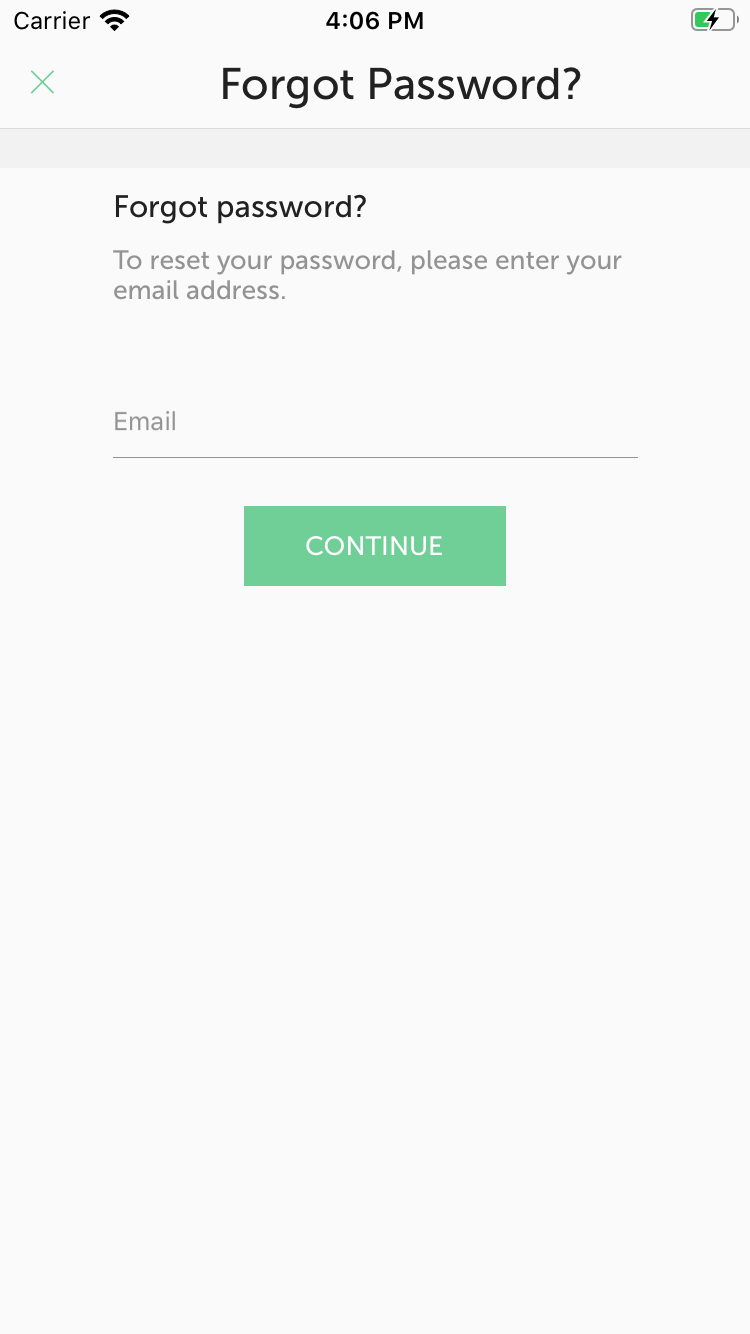 Carrier 4:06 PM
Forgot Password?
Forgot password?
To reset your password, please enter your
email address.
Email
CONTINUE